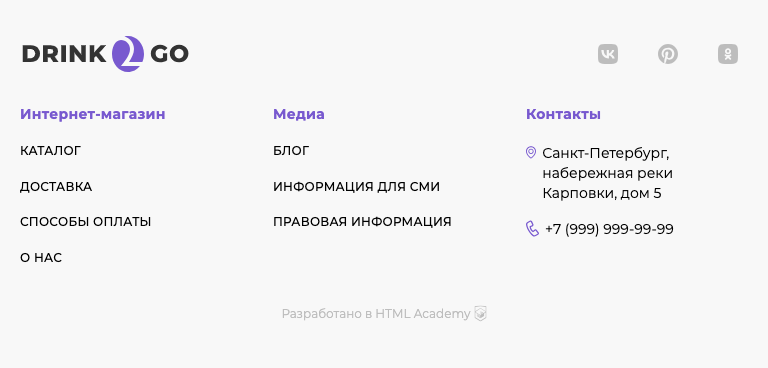 DRINK 2 GO
Интернет-магазин
КАТАЛОГ
ДОСТАВКА
СПОСОБЫ ОПЛАТЫ
О НАС
Медиа
БЛОГ
ИНФОРМАЦИЯ ДЛЯ СМИ
ПРАВОВАЯ ИНФОРМАЦИЯ
Контакты
Санкт-Петербург,
набережная реки
Карповки, дом 5
+7 (999) 999-99-99
Разработано в HTML Academy